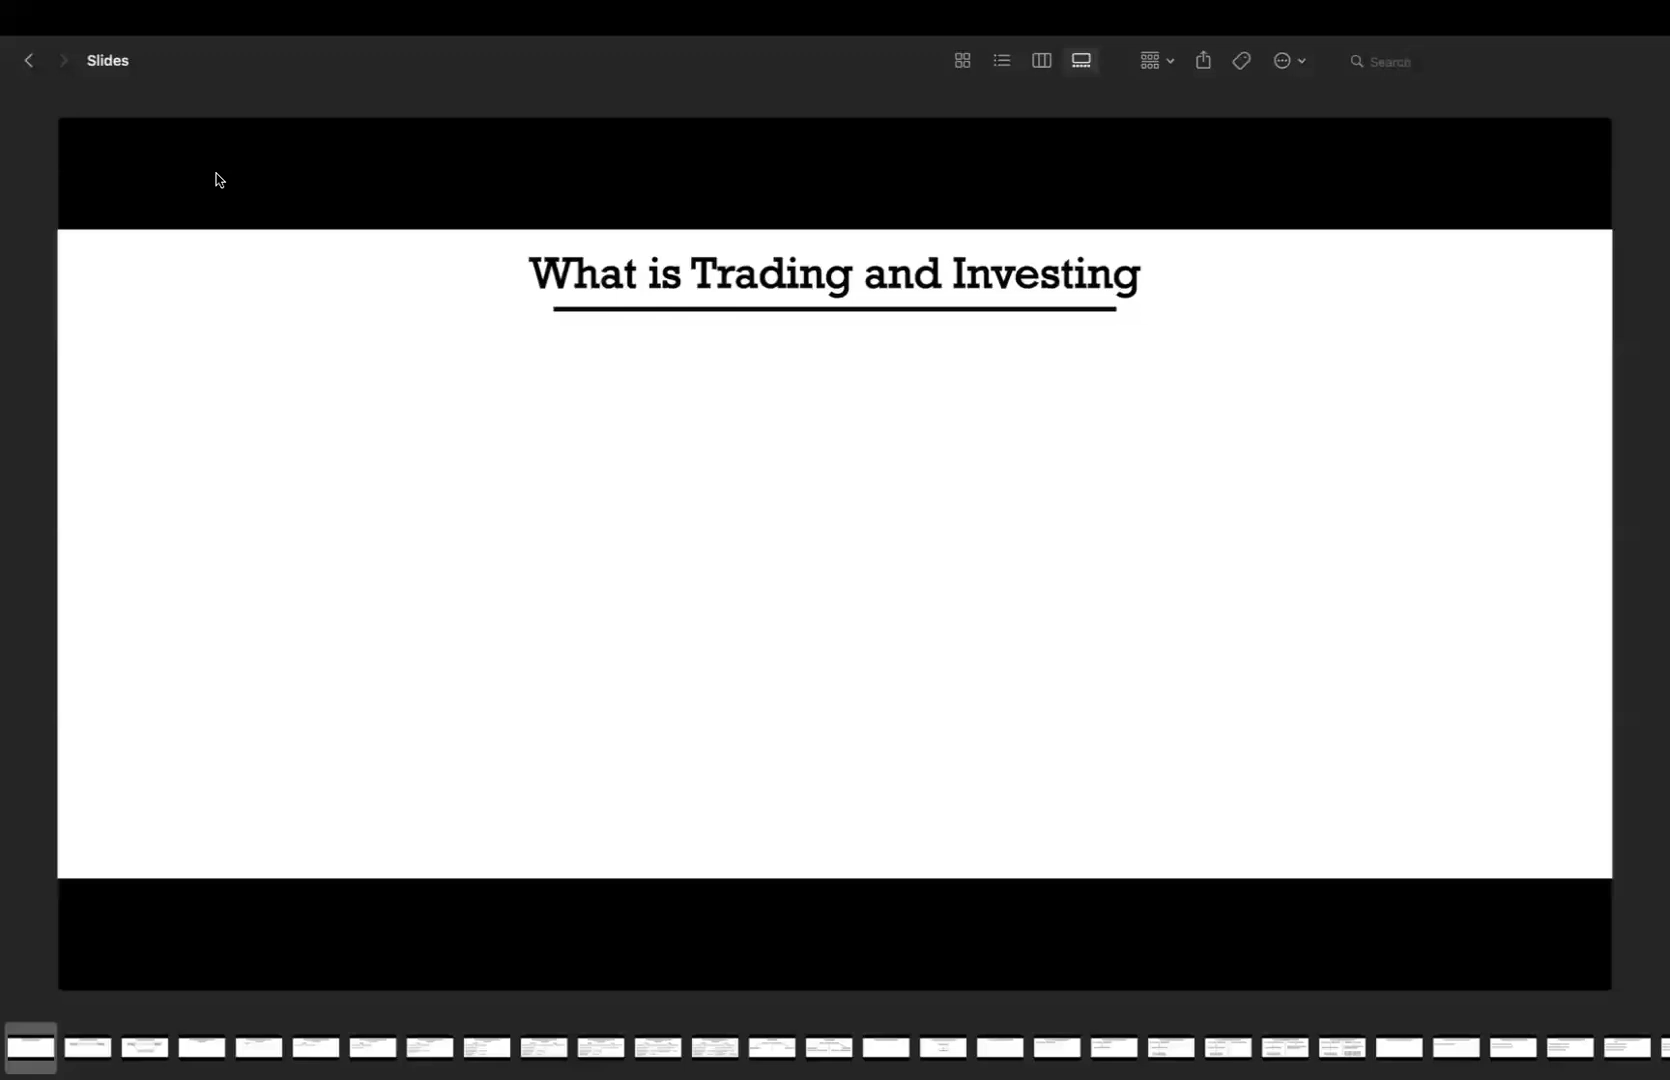 Slides
Search
What is Trading and Investing